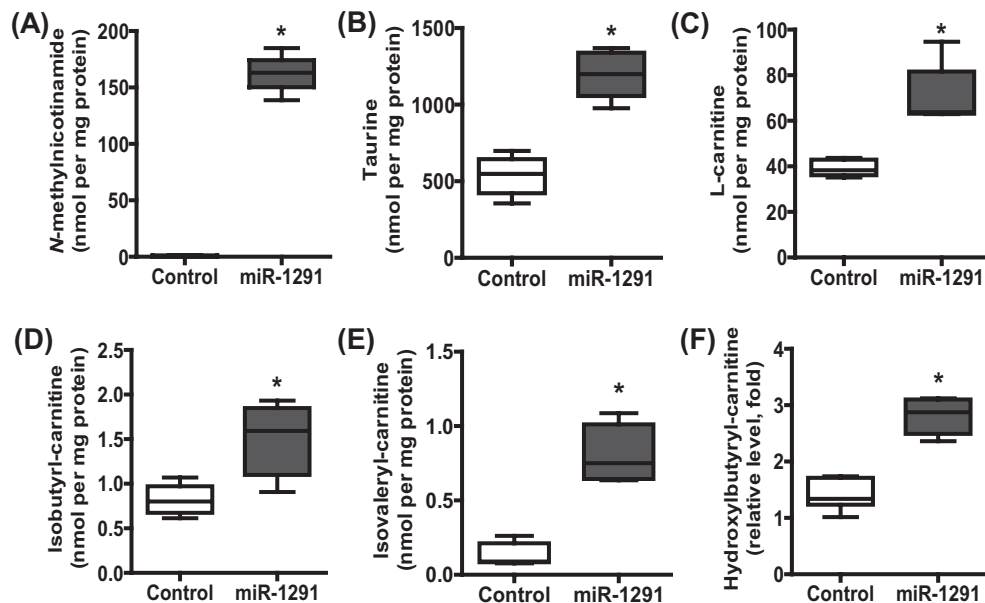 (A)
N-methylnicotinamide
(nmol per mg protein)
200
150
100
50
0
*
Control
miR-1291
(B)
Taurine
(nmol per mg protein)
1500
1000
500
0
*
Control
miR-1291
(C)
L-carnitine
(nmol per mg protein)
100
80
60
40
20
0
*
Control
miR-1291
(D)
Isobutyrl-carnitine
(nmol per mg protein)
2.5
2.0
1.5
1.0
0.5
0.0
*
Control
miR-1291
(E)
Isovaleryl-carnitine
(nmol per mg protein)
1.5
1.0
0.5
0.0
*
Control
miR-1291
(F)
Hydroxylbutyryl-carnitine
(relative level, fold)
4
3
2
1
0
*
Control
miR-1291